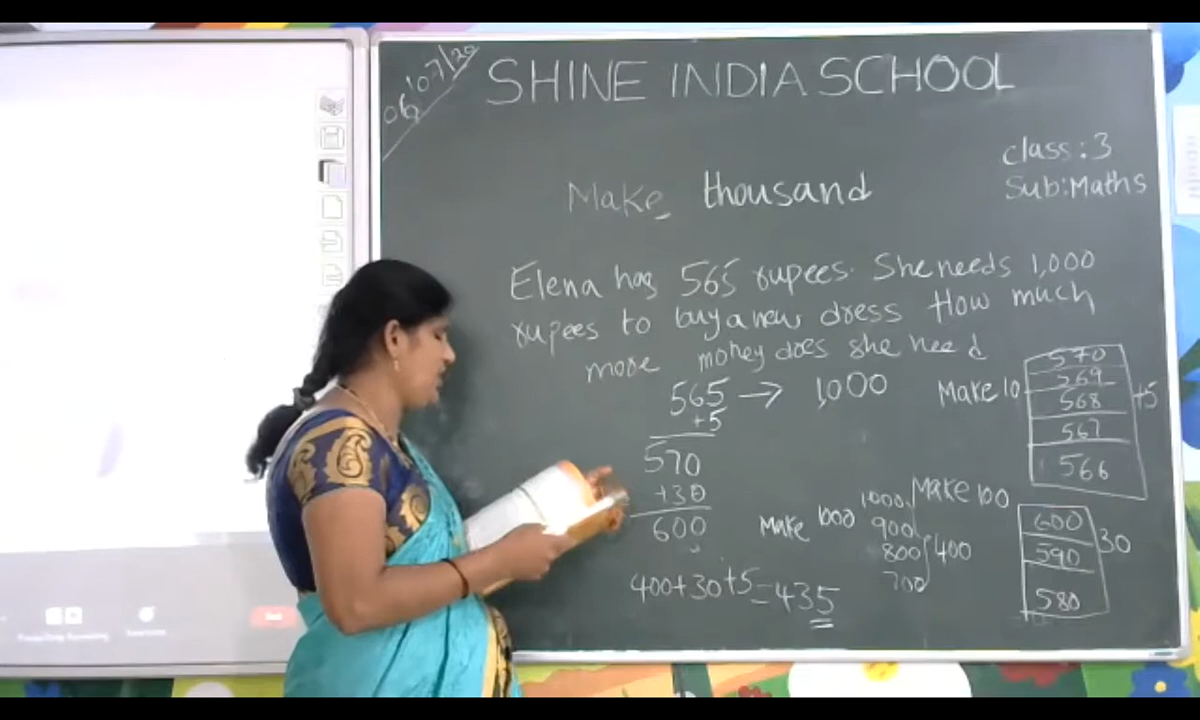 06/07/20
SHINE INDIA SCHOOL
class: 3
Sub: Maths
Make thousand
Elena has 565 rupees. She needs 1,000
rupees to buy a new dress How much
more money does she need
565 → 1,000
+5
570
+30
600
400+30+5=435
Make 10
570
569
568
567
566
+5
Make 1000
1000
900
800
700
400
Make 100
600
590
580
30